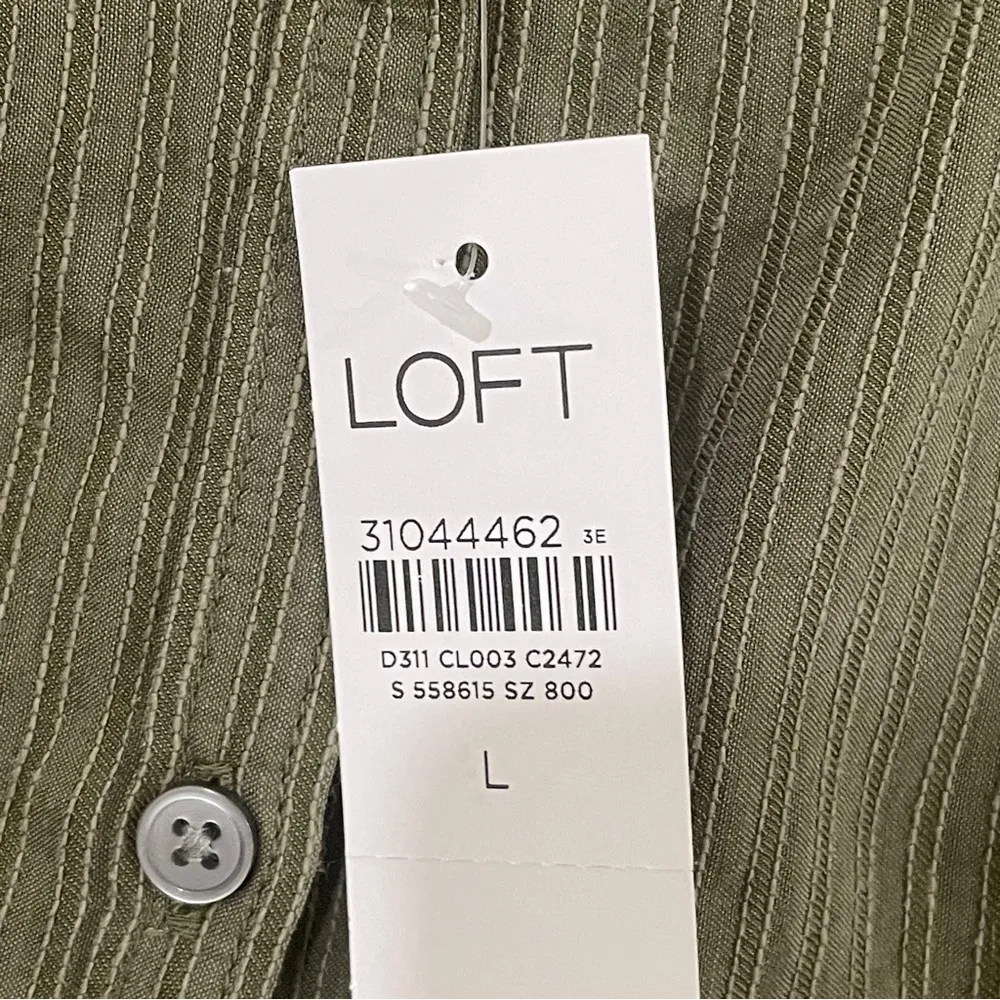 LOFT
31044462 3E
D311 CL003 C2472
S 558615 SZ 800
L